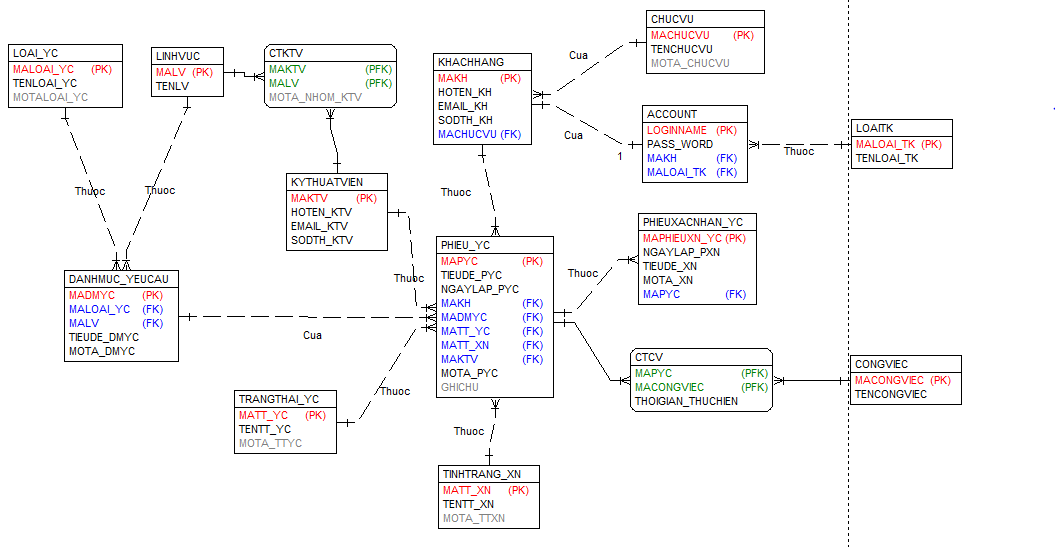 LOAI_YC
MALOAI_YC (PK)
TENLOAI_YC
MOTALOAI_YC
LINHVUC
MALV (PK)
TENLV
CTKTV
MAKTV (PFK)
MALV (PFK)
MOTA_NHOM_KTV
KHACHHANG
MAKH (PK)
HOTEN_KH
EMAIL_KH
SODTH_KH
MACHUCVU (FK)
CHUCVU
MACHUCVU (PK)
TENCHUCVU
MOTA_CHUCVU
Cua
Cua
1
ACCOUNT
LOGINNAME (PK)
PASS_WORD
MAKH (FK)
MALOAI_TK (FK)
Thuoc
LOAITK
MALOAI_TK (PK)
TENLOAI_TK
Thuoc
Thuoc
KYTHUATVIEN
MAKTV (PK)
HOTEN_KTV
EMAIL_KTV
SODTH_KTV
Thuoc
Thuoc
DANHMUC_YEUCAU
MADMYC (PK)
MALOAI_YC (FK)
MALV (FK)
TIEUDE_DMYC
MOTA_DMYC
Cua
PHIEU_YC
MAPYC (PK)
TIEUDE_PYC
NGAYLAP_PYC
MAKH (FK)
MADMYC (FK)
MATT_YC (FK)
MATT_XN (FK)
MAKTV (FK)
MOTA_PYC
GHICHU
Thuoc
PHIEUXACNHAN_YC
MAPHIEUXN_YC (PK)
NGAYLAP_PXN
TIEUDE_XN
MOTA_XN
MAPYC (FK)
CTCV
MAPYC (PFK)
MACONGVIEC (PFK)
THOIGIAN_THUCHIEN
CONGVIEC
MACONGVIEC (PK)
TENCONGVIEC
TRANGTHAI_YC
MATT_YC (PK)
TENTT_YC
MOTA_TTYC
Thuoc
Thuoc
TINHTRANG_XN
MATT_XN (PK)
TENTT_XN
MOTA_TTXN